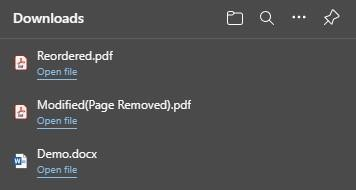 Downloads
Reordered.pdf
Open file
Modified(Page Removed).pdf
Open file
Demo.docx
Open file